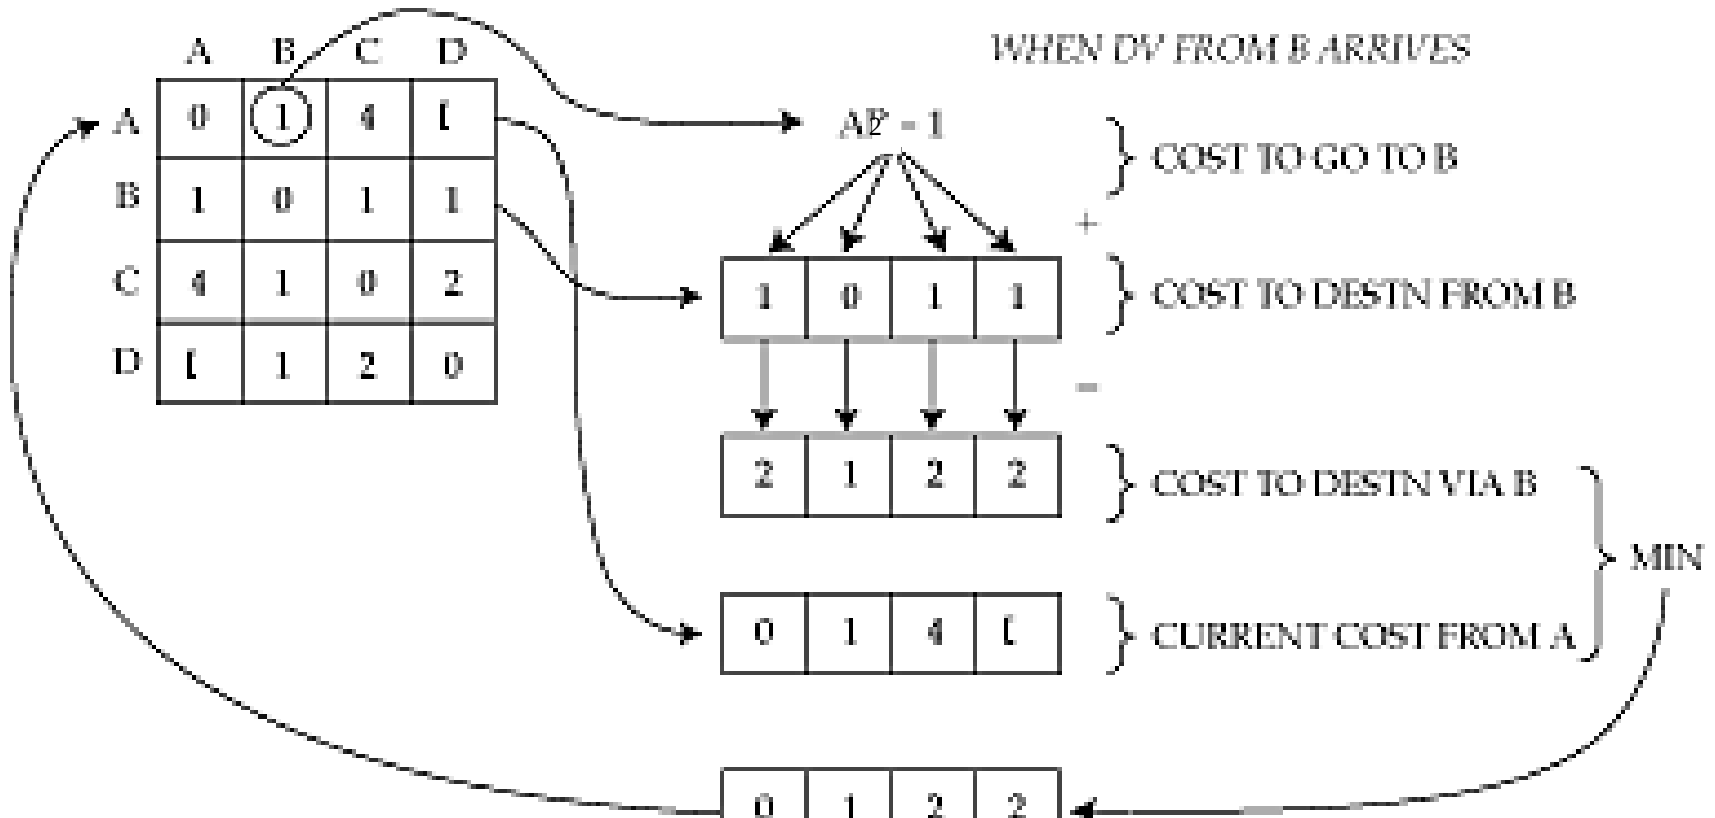 WHEN DV FROM B ARRIVES
A B C D
A 0 1 4 [
B 1 0 1 1
C 4 1 0 2
D [ 1 2 0
= 1
COST TO GO TO B
+
1 0 1 1
COST TO DESTN FROM B
=
2 1 2 2
COST TO DESTN VIA B
MIN
0 1 4 [
CURRENT COST FROM A
0 1 2 2